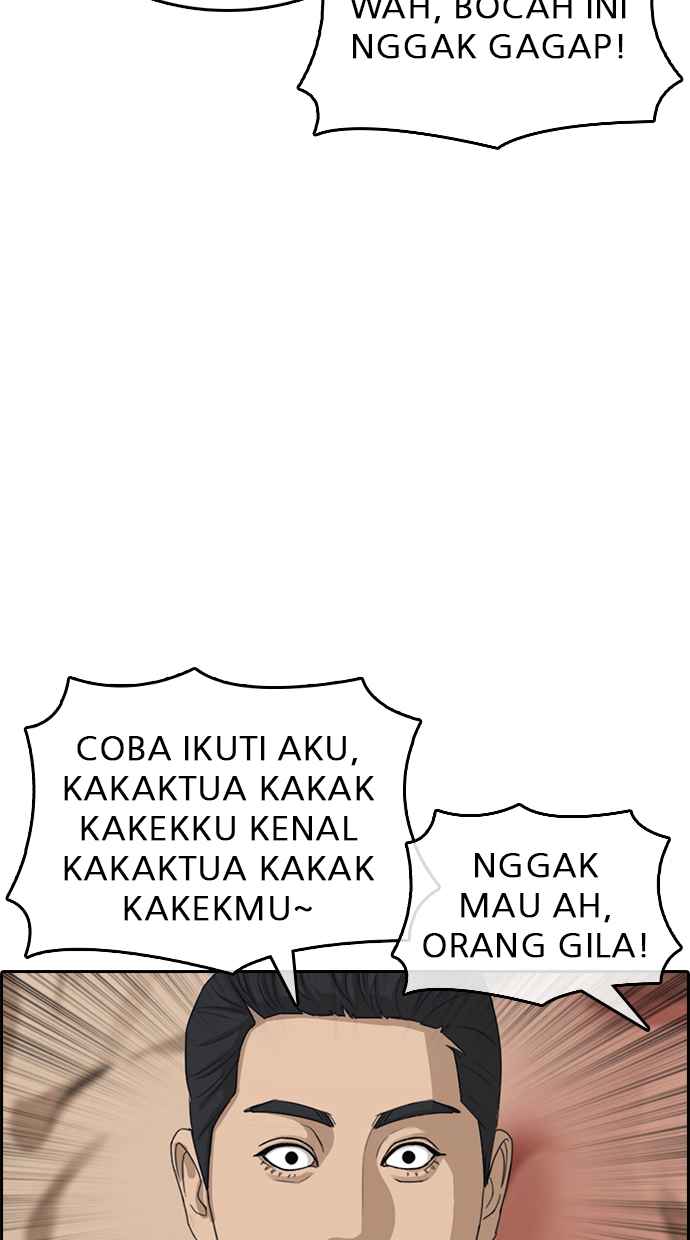 WAH, BOCAH INI
NGGAK GAGAP!
COBA IKUTI AKU,
KAKAKTUA KAKAK
KAKEKKU KENAL
KAKAKTUA KAKAK
KAKEKMU~
NGGAK
MAU AH,
ORANG GILA!